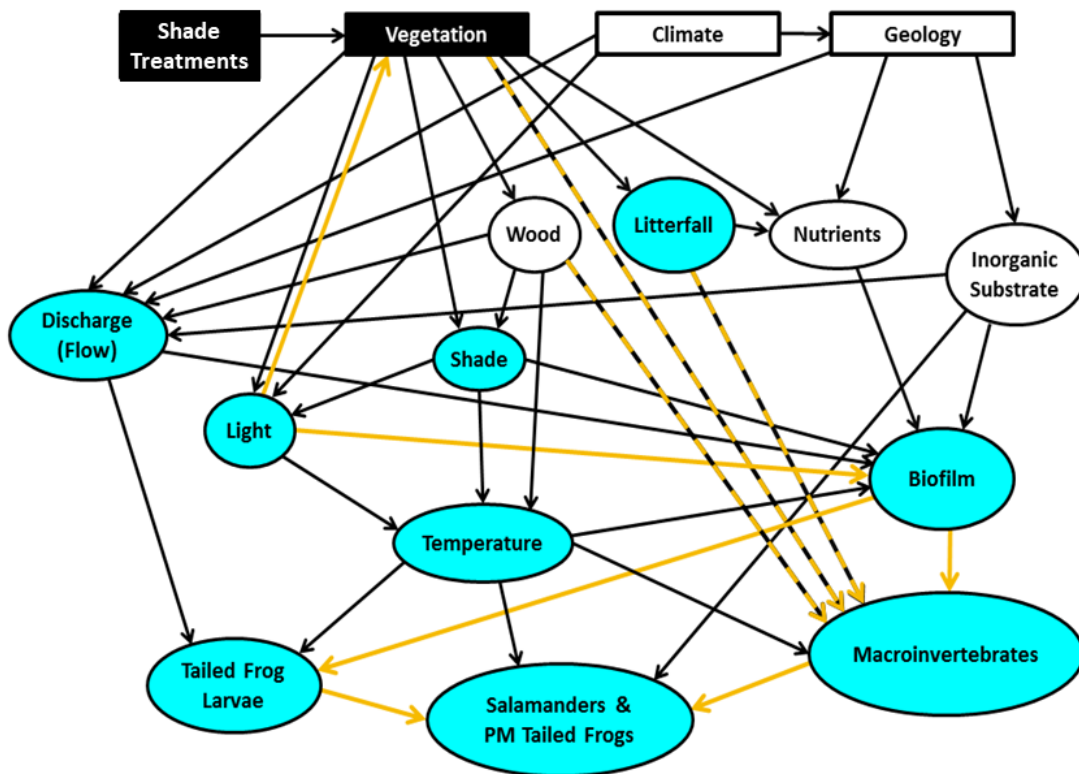 Shade
Treatments
Vegetation
Climate
Geology
Wood
Litterfall
Nutrients
Inorganic
Substrate
Discharge
(Flow)
Shade
Light
Biofilm
Temperature
Tailed Frog
Larvae
Salamanders &
PM Tailed Frogs
Macroinvertebrates